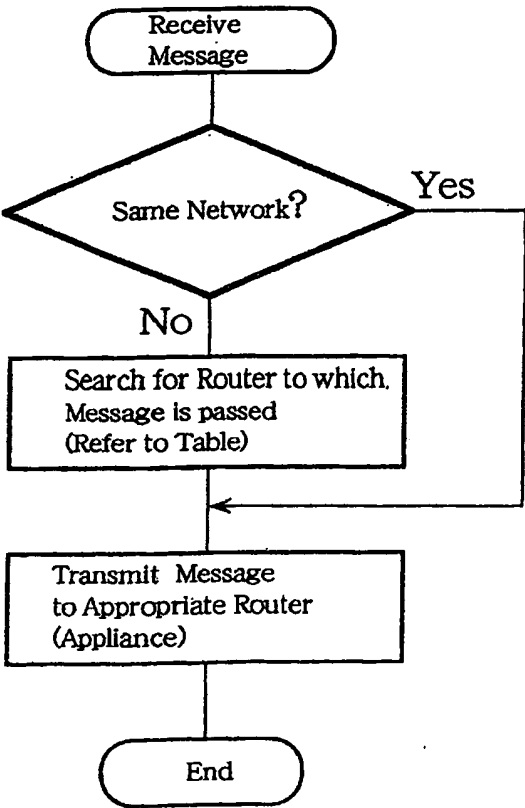 Receive
Message
Same Network?
Yes
No
Search for Router to which.
Message is passed
(Refer to Table)
Transmit Message
to Appropriate Router
(Appliance)
End